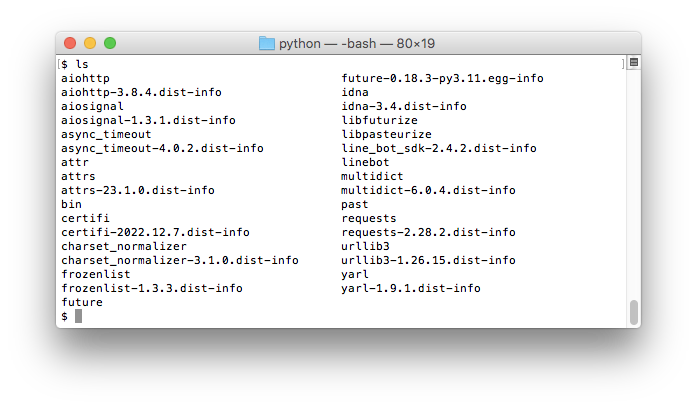 python — -bash — 80×19
[$ ls ]
aiohttp future-0.18.3-py3.11.egg-info
aiohttp-3.8.4.dist-info idna
aiosignal idna-3.4.dist-info
aiosignal-1.3.1.dist-info libfuturize
async_timeout libpasteurize
async_timeout-4.0.2.dist-info line_bot_sdk-2.4.2.dist-info
attr linebot
attrs multidict
attrs-23.1.0.dist-info multidict-6.0.4.dist-info
bin past
certifi requests
certifi-2022.12.7.dist-info requests-2.28.2.dist-info
charset_normalizer urllib3
charset_normalizer-3.1.0.dist-info urllib3-1.26.15.dist-info
frozenlist yarl
frozenlist-1.3.3.dist-info yarl-1.9.1.dist-info
future
$